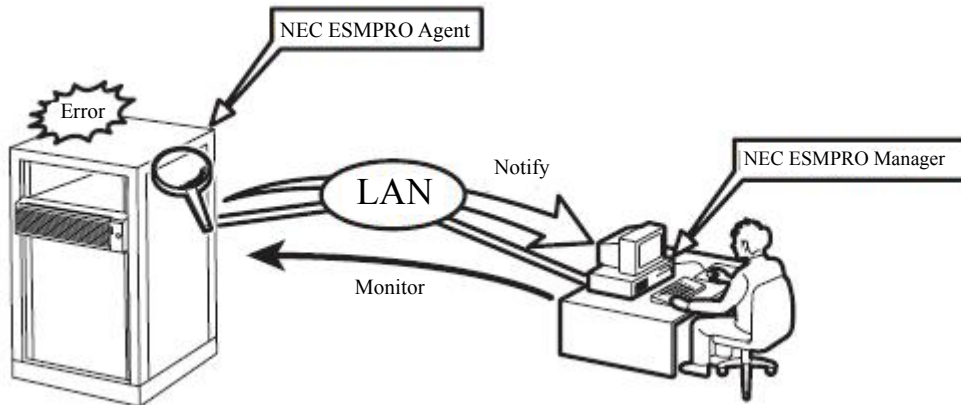 NEC ESMPRO Agent
Error
Notify
LAN
NEC ESMPRO Manager
Monitor